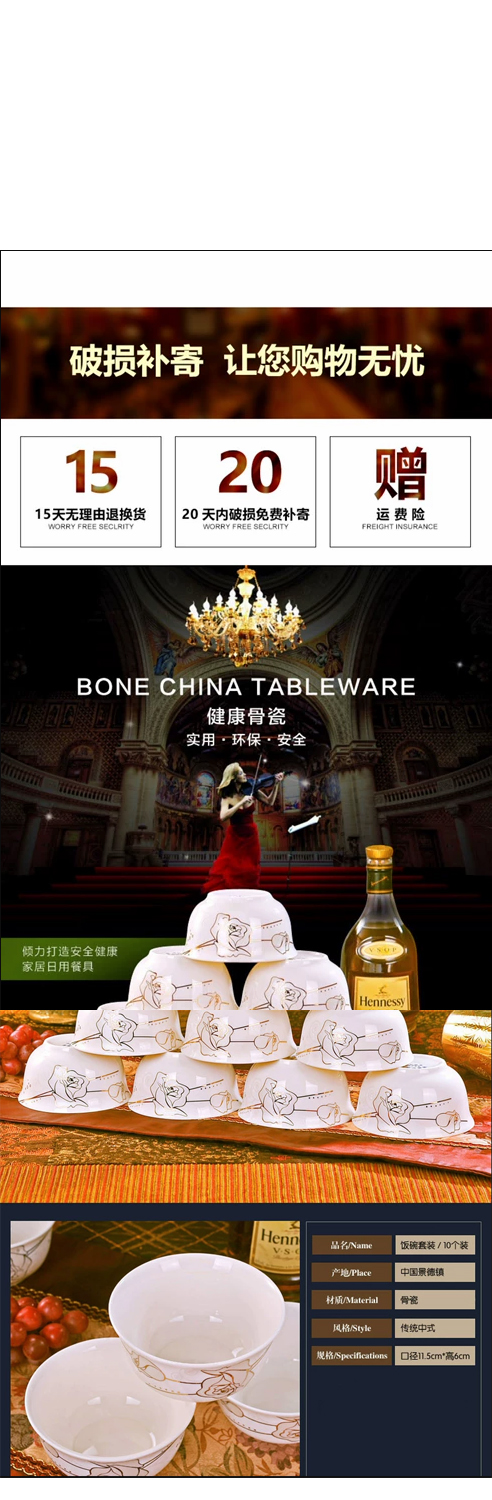 破损补寄 让您购物无忧
15
15天无理由退换货
WORRY FREE SECLRITY
20
20 天内破损免费补寄
WORRY FREE SECLRITY
赠
运 费 险
FREIGHT INSURANCE
BONE CHINA TABLEWARE
健康骨瓷
实用·环保·安全
倾力打造安全健康
家居日用餐具
V·S·O·P
Hennessy
Henn
V·S·O
品名/Name 饭碗套装 / 10个装
产地/Place 中国景德镇
材质/Material 骨瓷
风格/Style 传统中式
规格/Specifications 口径11.5cm*高6cm